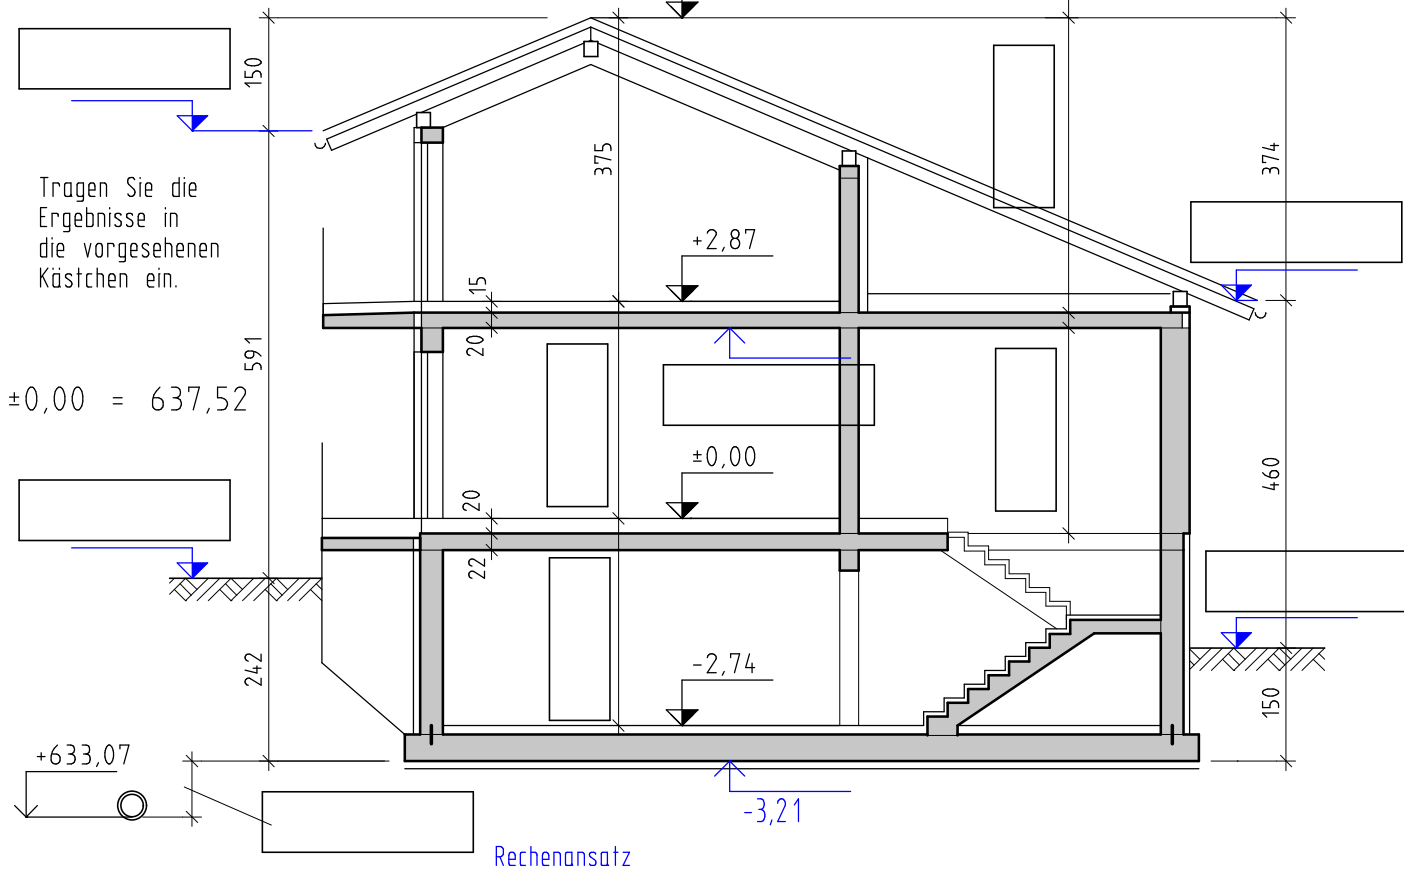 150
375
374
Tragen Sie die
Ergebnisse in
die vorgesehenen
Kästchen ein.
+2,87
15
20
591
±0,00 = 637,52
±0,00
20
22
460
-2,74
242
150
+633,07
-3,21
Rechenansatz